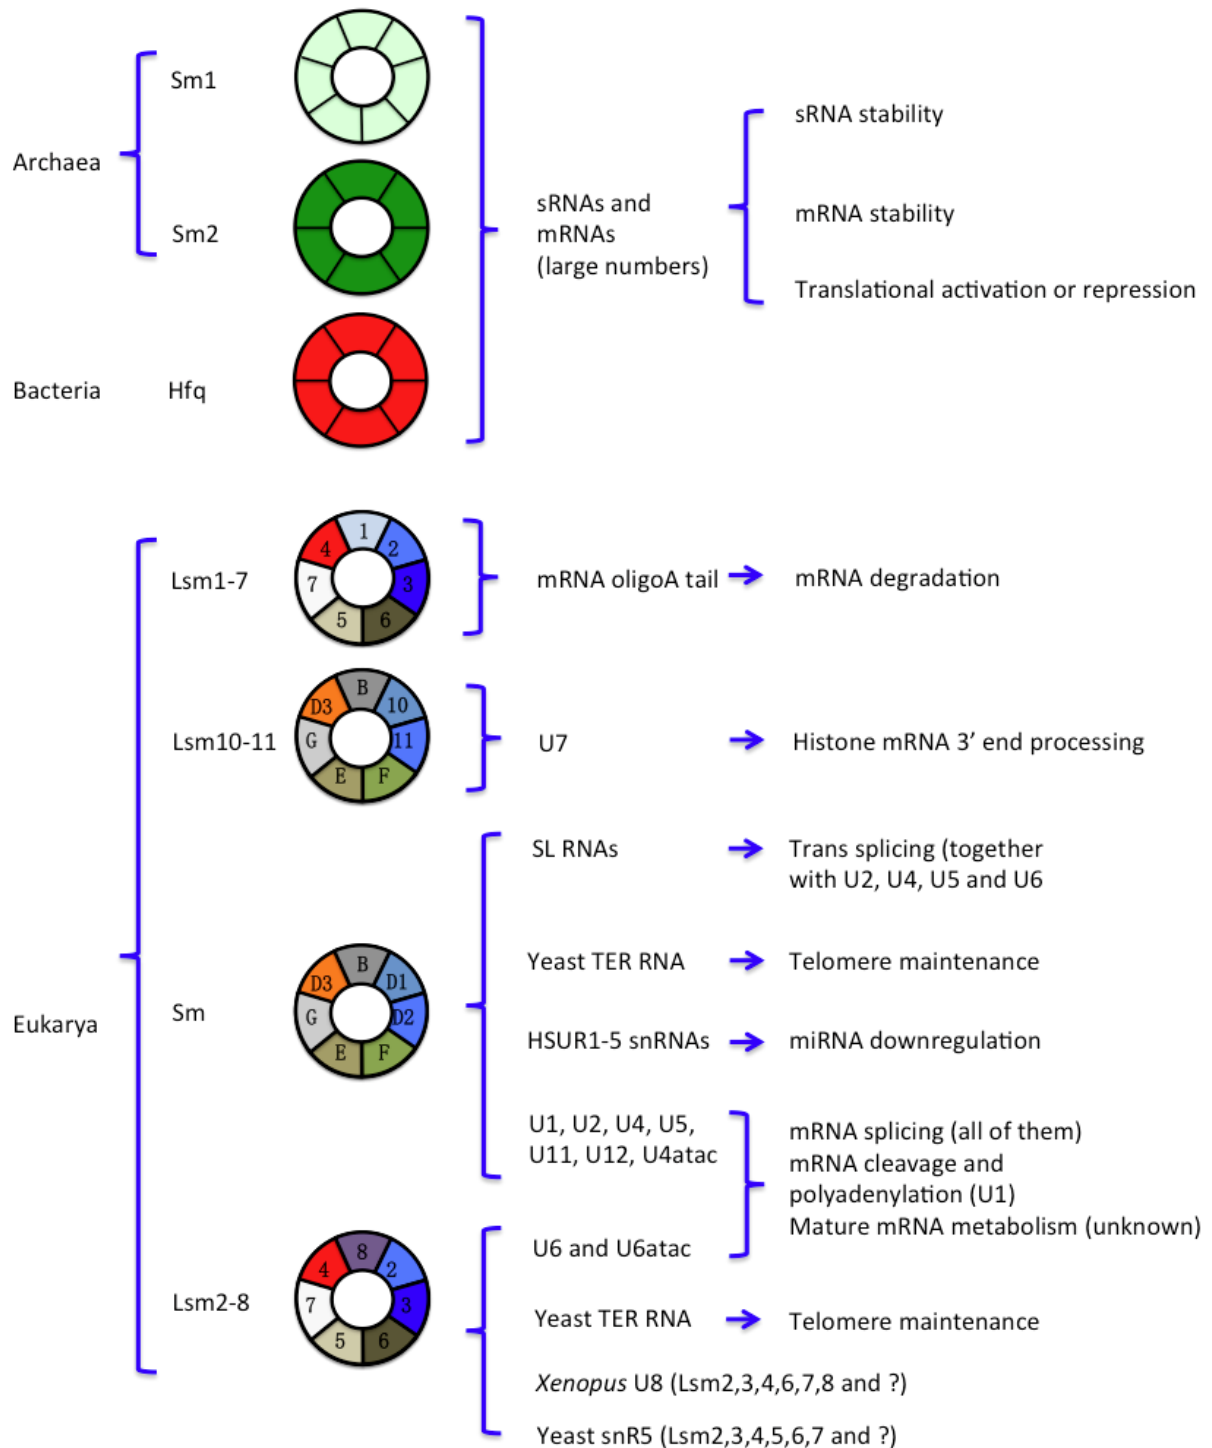 Archaea
Sm1
Sm2
sRNAs and
mRNAs
(large numbers)
sRNA stability
mRNA stability
Translational activation or repression
Bacteria
Hfq
Eukarya
Lsm1-7
1
2
3
6
5
7
4
mRNA oligoA tail
mRNA degradation
Lsm10-11
B
10
11
F
E
G
D3
U7
Histone mRNA 3’ end processing
Sm
B
D1
D2
F
E
G
D3
SL RNAs
Trans splicing (together
with U2, U4, U5 and U6
Yeast TER RNA
Telomere maintenance
HSUR1-5 snRNAs
miRNA downregulation
U1, U2, U4, U5,
U11, U12, U4atac
mRNA splicing (all of them)
mRNA cleavage and
polyadenylation (U1)
Mature mRNA metabolism (unknown)
Lsm2-8
8
2
3
6
5
7
4
U6 and U6atac
Yeast TER RNA
Telomere maintenance
Xenopus U8 (Lsm2,3,4,6,7,8 and ?)
Yeast snR5 (Lsm2,3,4,5,6,7 and ?)